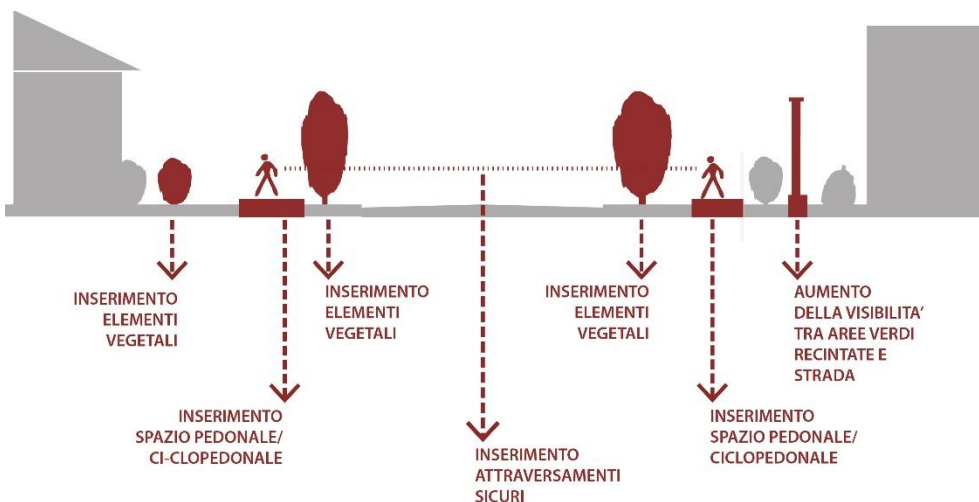 INSERIMENTO
ELEMENTI
VEGETALI
INSERIMENTO
ELEMENTI
VEGETALI
INSERIMENTO
ELEMENTI
VEGETALI
AUMENTO
DELLA VISIBILITA'
TRA AREE VERDI
RECINTATE E
STRADA
INSERIMENTO
SPAZIO PEDONALE/
CI-CLOPEDONALE
INSERIMENTO
ATTRAVERSAMENTI
SICURI
INSERIMENTO
SPAZIO PEDONALE/
CICLOPEDONALE